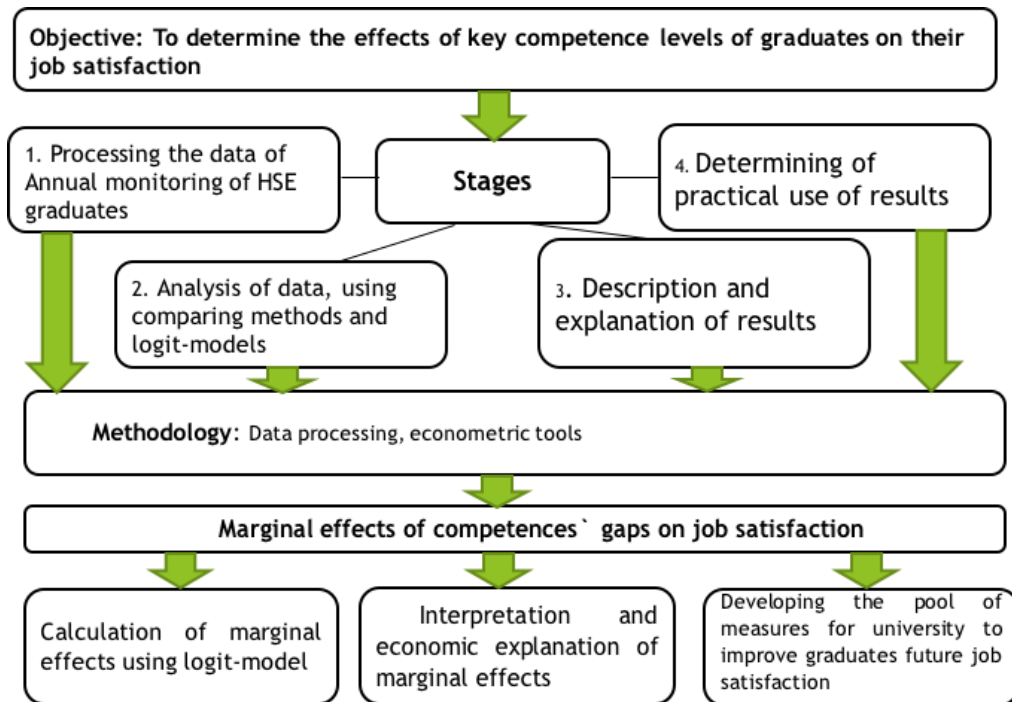 Objective: To determine the effects of key competence levels of graduates on their
job satisfaction
1. Processing the data of
Annual monitoring of HSE
graduates
Stages
4. Determining of
practical use of results
2. Analysis of data, using
comparing methods and
logit-models
3. Description and
explanation of results
Methodology: Data processing, econometric tools
Marginal effects of competences` gaps on job satisfaction
Calculation of marginal
effects using logit-model
Interpretation and
economic explanation of
marginal effects
Developing the pool of
measures for university to
improve graduates future job
satisfaction